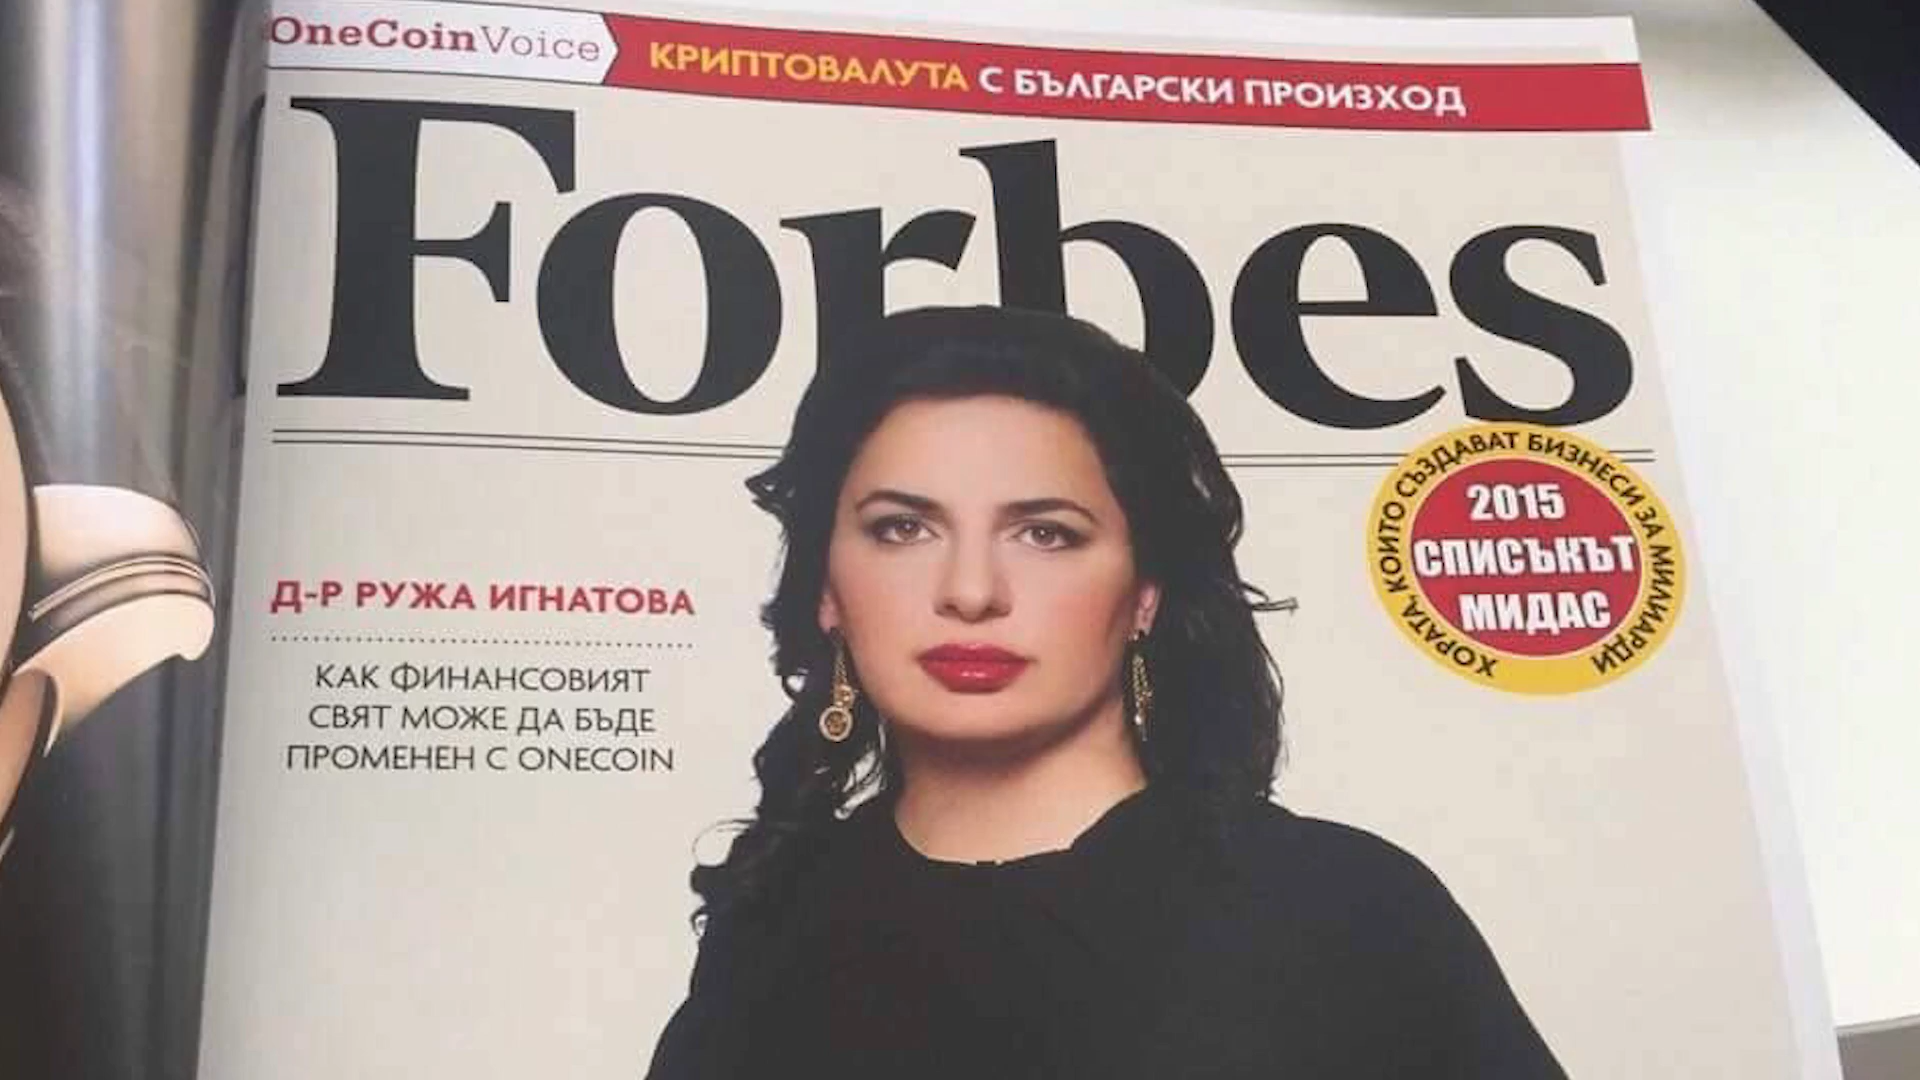 OneCoinVoice
КРИПТОВАЛУТА С БЪЛГАРСКИ ПРОИЗХОД
Forbes
ХОРАТА, КОИТО СЪЗДАВАТ БИЗНЕСИ ЗА МИЛИАРДИ
2015
СПИСЪКЪТ
МИДАС
Д-Р РУЖА ИГНАТОВА
КАК ФИНАНСОВИЯТ
СВЯТ МОЖЕ ДА БЪДЕ
ПРОМЕНЕН С ONECOIN